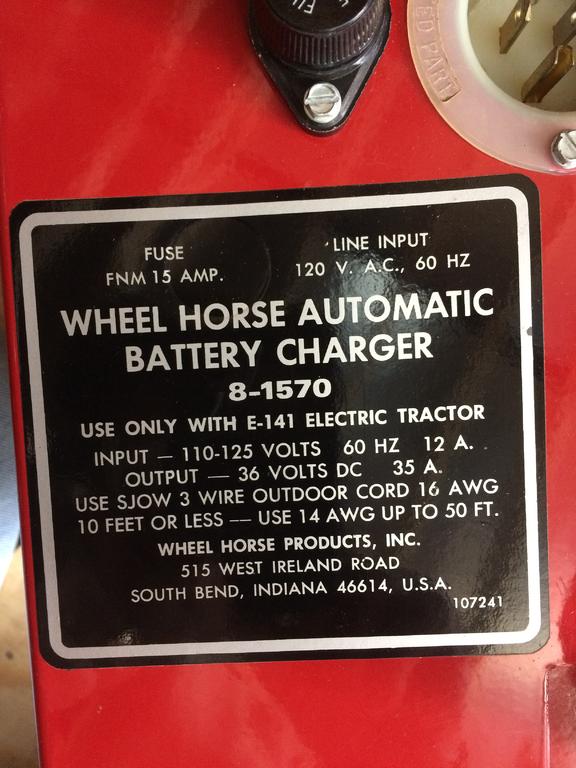 FU
ED PART
FUSE
LINE INPUT
FNM 15 AMP.
120 V. A.C., 60 HZ
WHEEL HORSE AUTOMATIC
BATTERY CHARGER
8-1570
USE ONLY WITH E-141 ELECTRIC TRACTOR
INPUT — 110-125 VOLTS 60 HZ 12 A.
OUTPUT — 36 VOLTS DC 35 A.
USE SJOW 3 WIRE OUTDOOR CORD 16 AWG
10 FEET OR LESS — USE 14 AWG UP TO 50 FT.
WHEEL HORSE PRODUCTS, INC.
515 WEST IRELAND ROAD
SOUTH BEND, INDIANA 46614, U.S.A.
107241